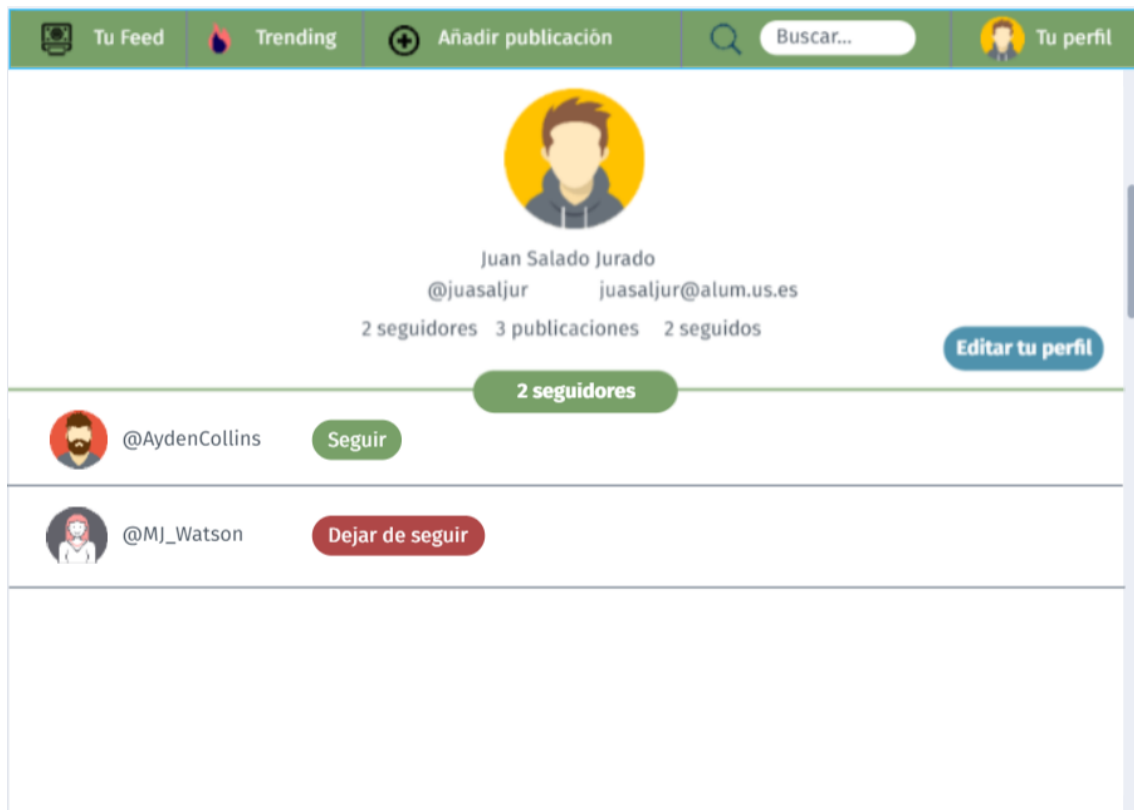 Tu Feed Trending Añadir publicación Buscar... Tu perfil
Juan Salado Jurado
@juasaljur juasaljur@alum.us.es
2 seguidores 3 publicaciones 2 seguidos
Editar tu perfil
2 seguidores
@AydenCollins Seguir
@MJ_Watson Dejar de seguir